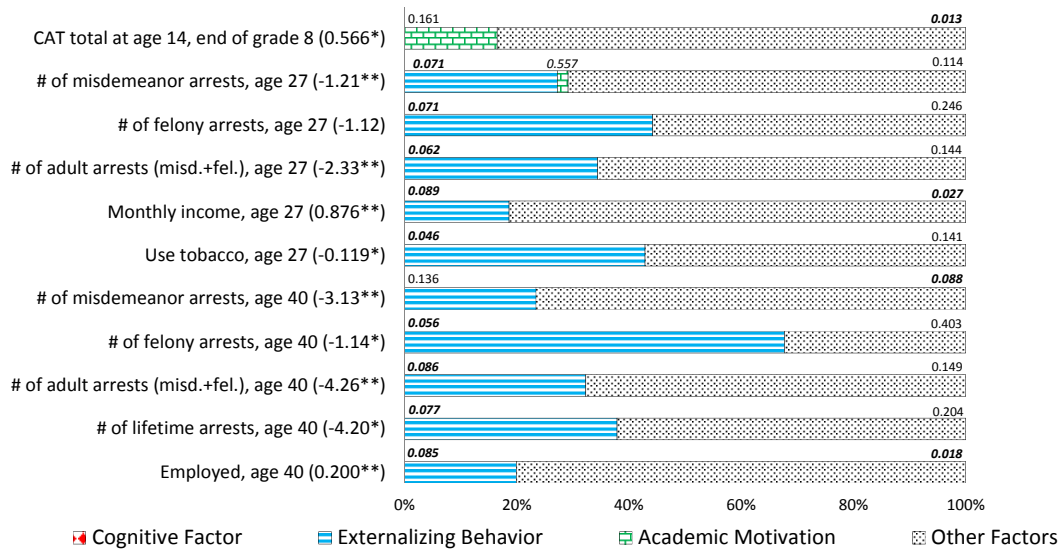 0.161 0.013
CAT total at age 14, end of grade 8 (0.566*)
0.071 0.557 0.114
# of misdemeanor arrests, age 27 (-1.21**)
0.071 0.246
# of felony arrests, age 27 (-1.12)
0.062 0.144
# of adult arrests (misd.+fel.), age 27 (-2.33**)
0.089 0.027
Monthly income, age 27 (0.876**)
0.046 0.141
Use tobacco, age 27 (-0.119*)
0.136 0.088
# of misdemeanor arrests, age 40 (-3.13**)
0.056 0.403
# of felony arrests, age 40 (-1.14*)
0.086 0.149
# of adult arrests (misd.+fel.), age 40 (-4.26**)
0.077 0.204
# of lifetime arrests, age 40 (-4.20*)
0.085 0.018
Employed, age 40 (0.200**)
0% 20% 40% 60% 80% 100%
Cognitive Factor Externalizing Behavior Academic Motivation Other Factors